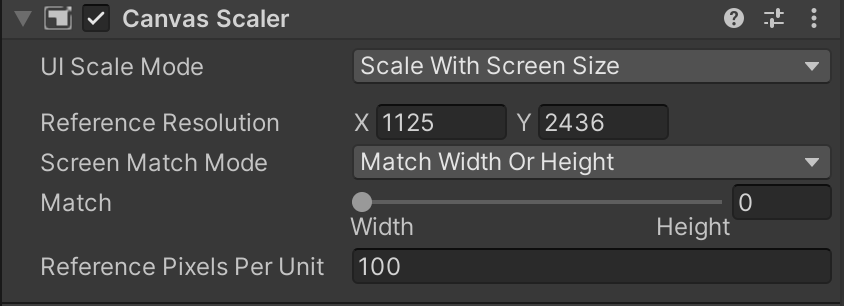 Canvas Scaler
UI Scale Mode Scale With Screen Size
Reference Resolution X 1125 Y 2436
Screen Match Mode Match Width Or Height
Match 0
Width Height
Reference Pixels Per Unit 100